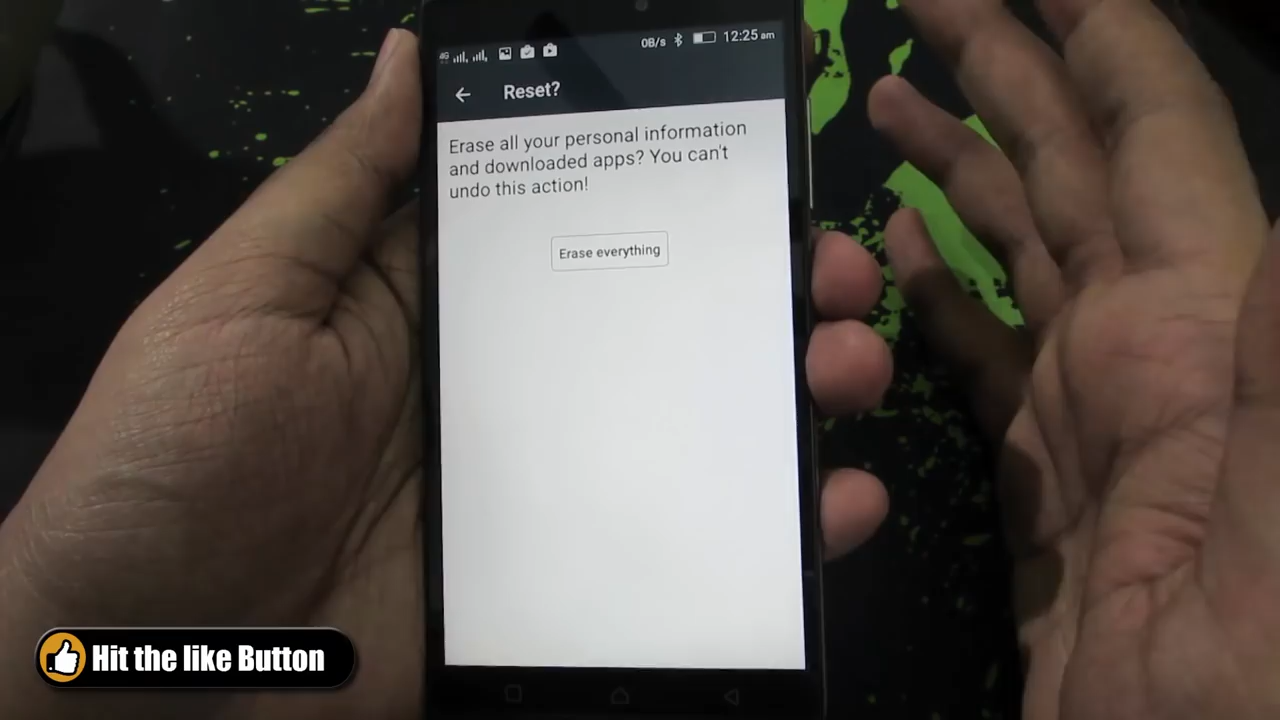 4G
0B/s
12:25 am
Reset?
Erase all your personal information
and downloaded apps? You can't
undo this action!
Erase everything
Hit the like Button